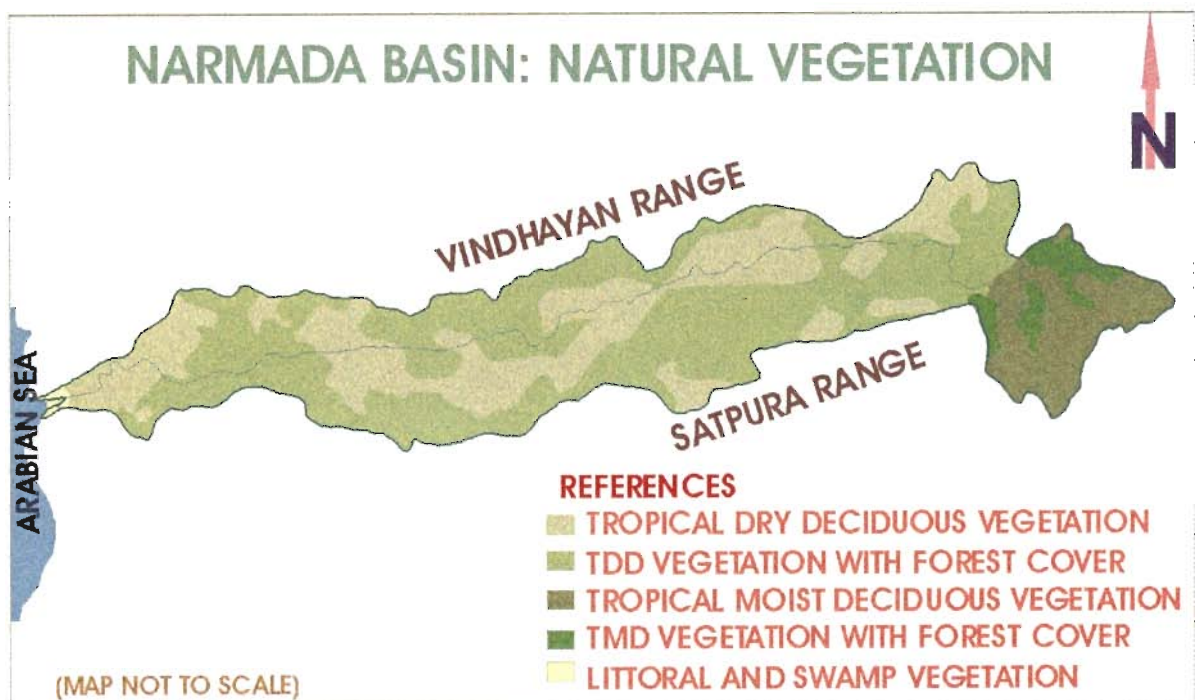 NARMADA BASIN: NATURAL VEGETATION
N
VINDHAYAN RANGE
SATPURA RANGE
ARABIAN SEA
REFERENCES
TROPICAL DRY DECIDUOUS VEGETATION
TDD VEGETATION WITH FOREST COVER
TROPICAL MOIST DECIDUOUS VEGETATION
TMD VEGETATION WITH FOREST COVER
LITTORAL AND SWAMP VEGETATION
(MAP NOT TO SCALE)